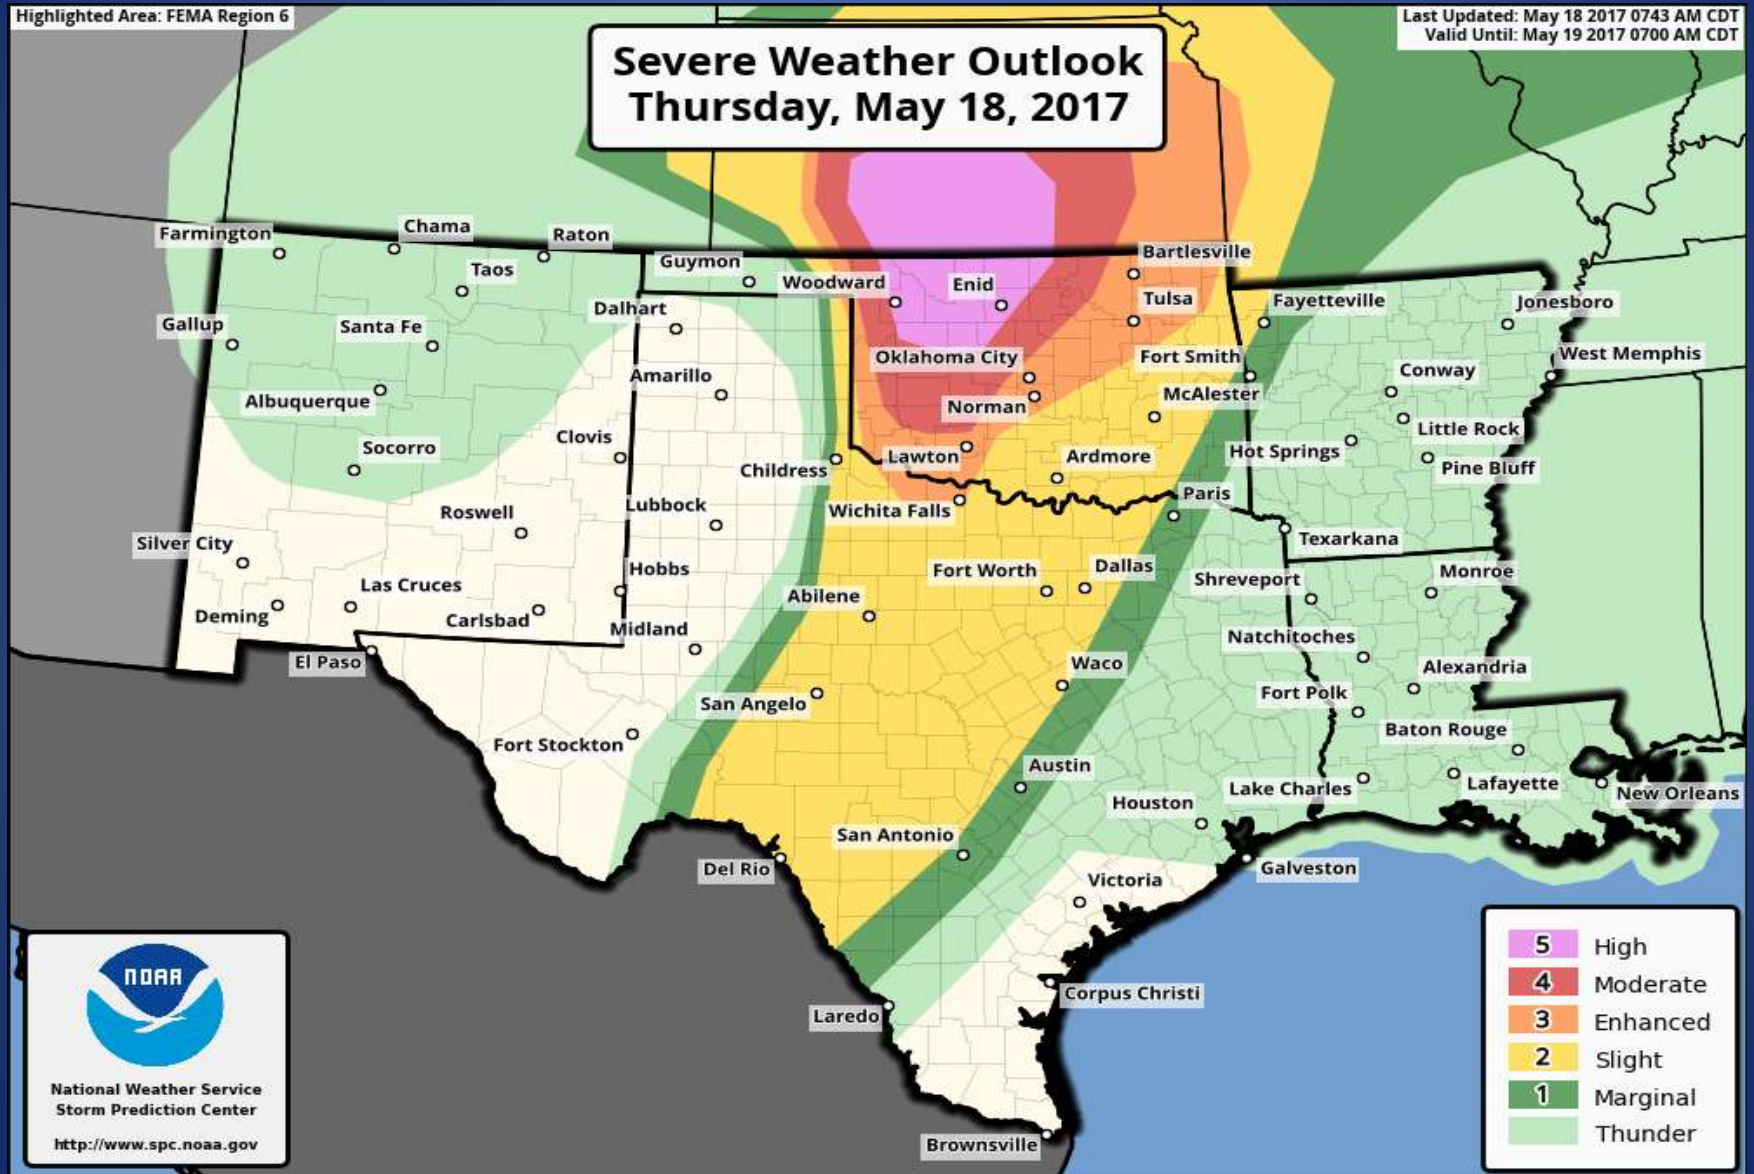 Highlighted Area: FEMA Region 6
Last Updated: May 18 2017 0743 AM CDT
Valid Until: May 19 2017 0700 AM CDT
Severe Weather Outlook
Thursday, May 18, 2017
Farmington
Chama
Raton
Taos
Guymon
Woodward
Enid
Bartlesville
Tulsa
Fayetteville
Jonesboro
Gallup
Santa Fe
Dalhart
Oklahoma City
Fort Smith
West Memphis
Albuquerque
Amarillo
Norman
McAlester
Conway
Little Rock
Socorro
Clovis
Childress
Lawton
Ardmore
Hot Springs
Pine Bluff
Roswell
Lubbock
Wichita Falls
Paris
Texarkana
Silver City
Las Cruces
Hobbs
Fort Worth
Dallas
Shreveport
Monroe
Deming
Carlsbad
Midland
Abilene
Natchitoches
El Paso
Waco
Alexandria
San Angelo
Fort Polk
Fort Stockton
Baton Rouge
Austin
Houston
Lake Charles
Lafayette
New Orleans
San Antonio
Del Rio
Victoria
Galveston
Laredo
Corpus Christi
Brownsville
NOAA
National Weather Service
Storm Prediction Center
http://www.spc.noaa.gov
5 High
4 Moderate
3 Enhanced
2 Slight
1 Marginal
Thunder